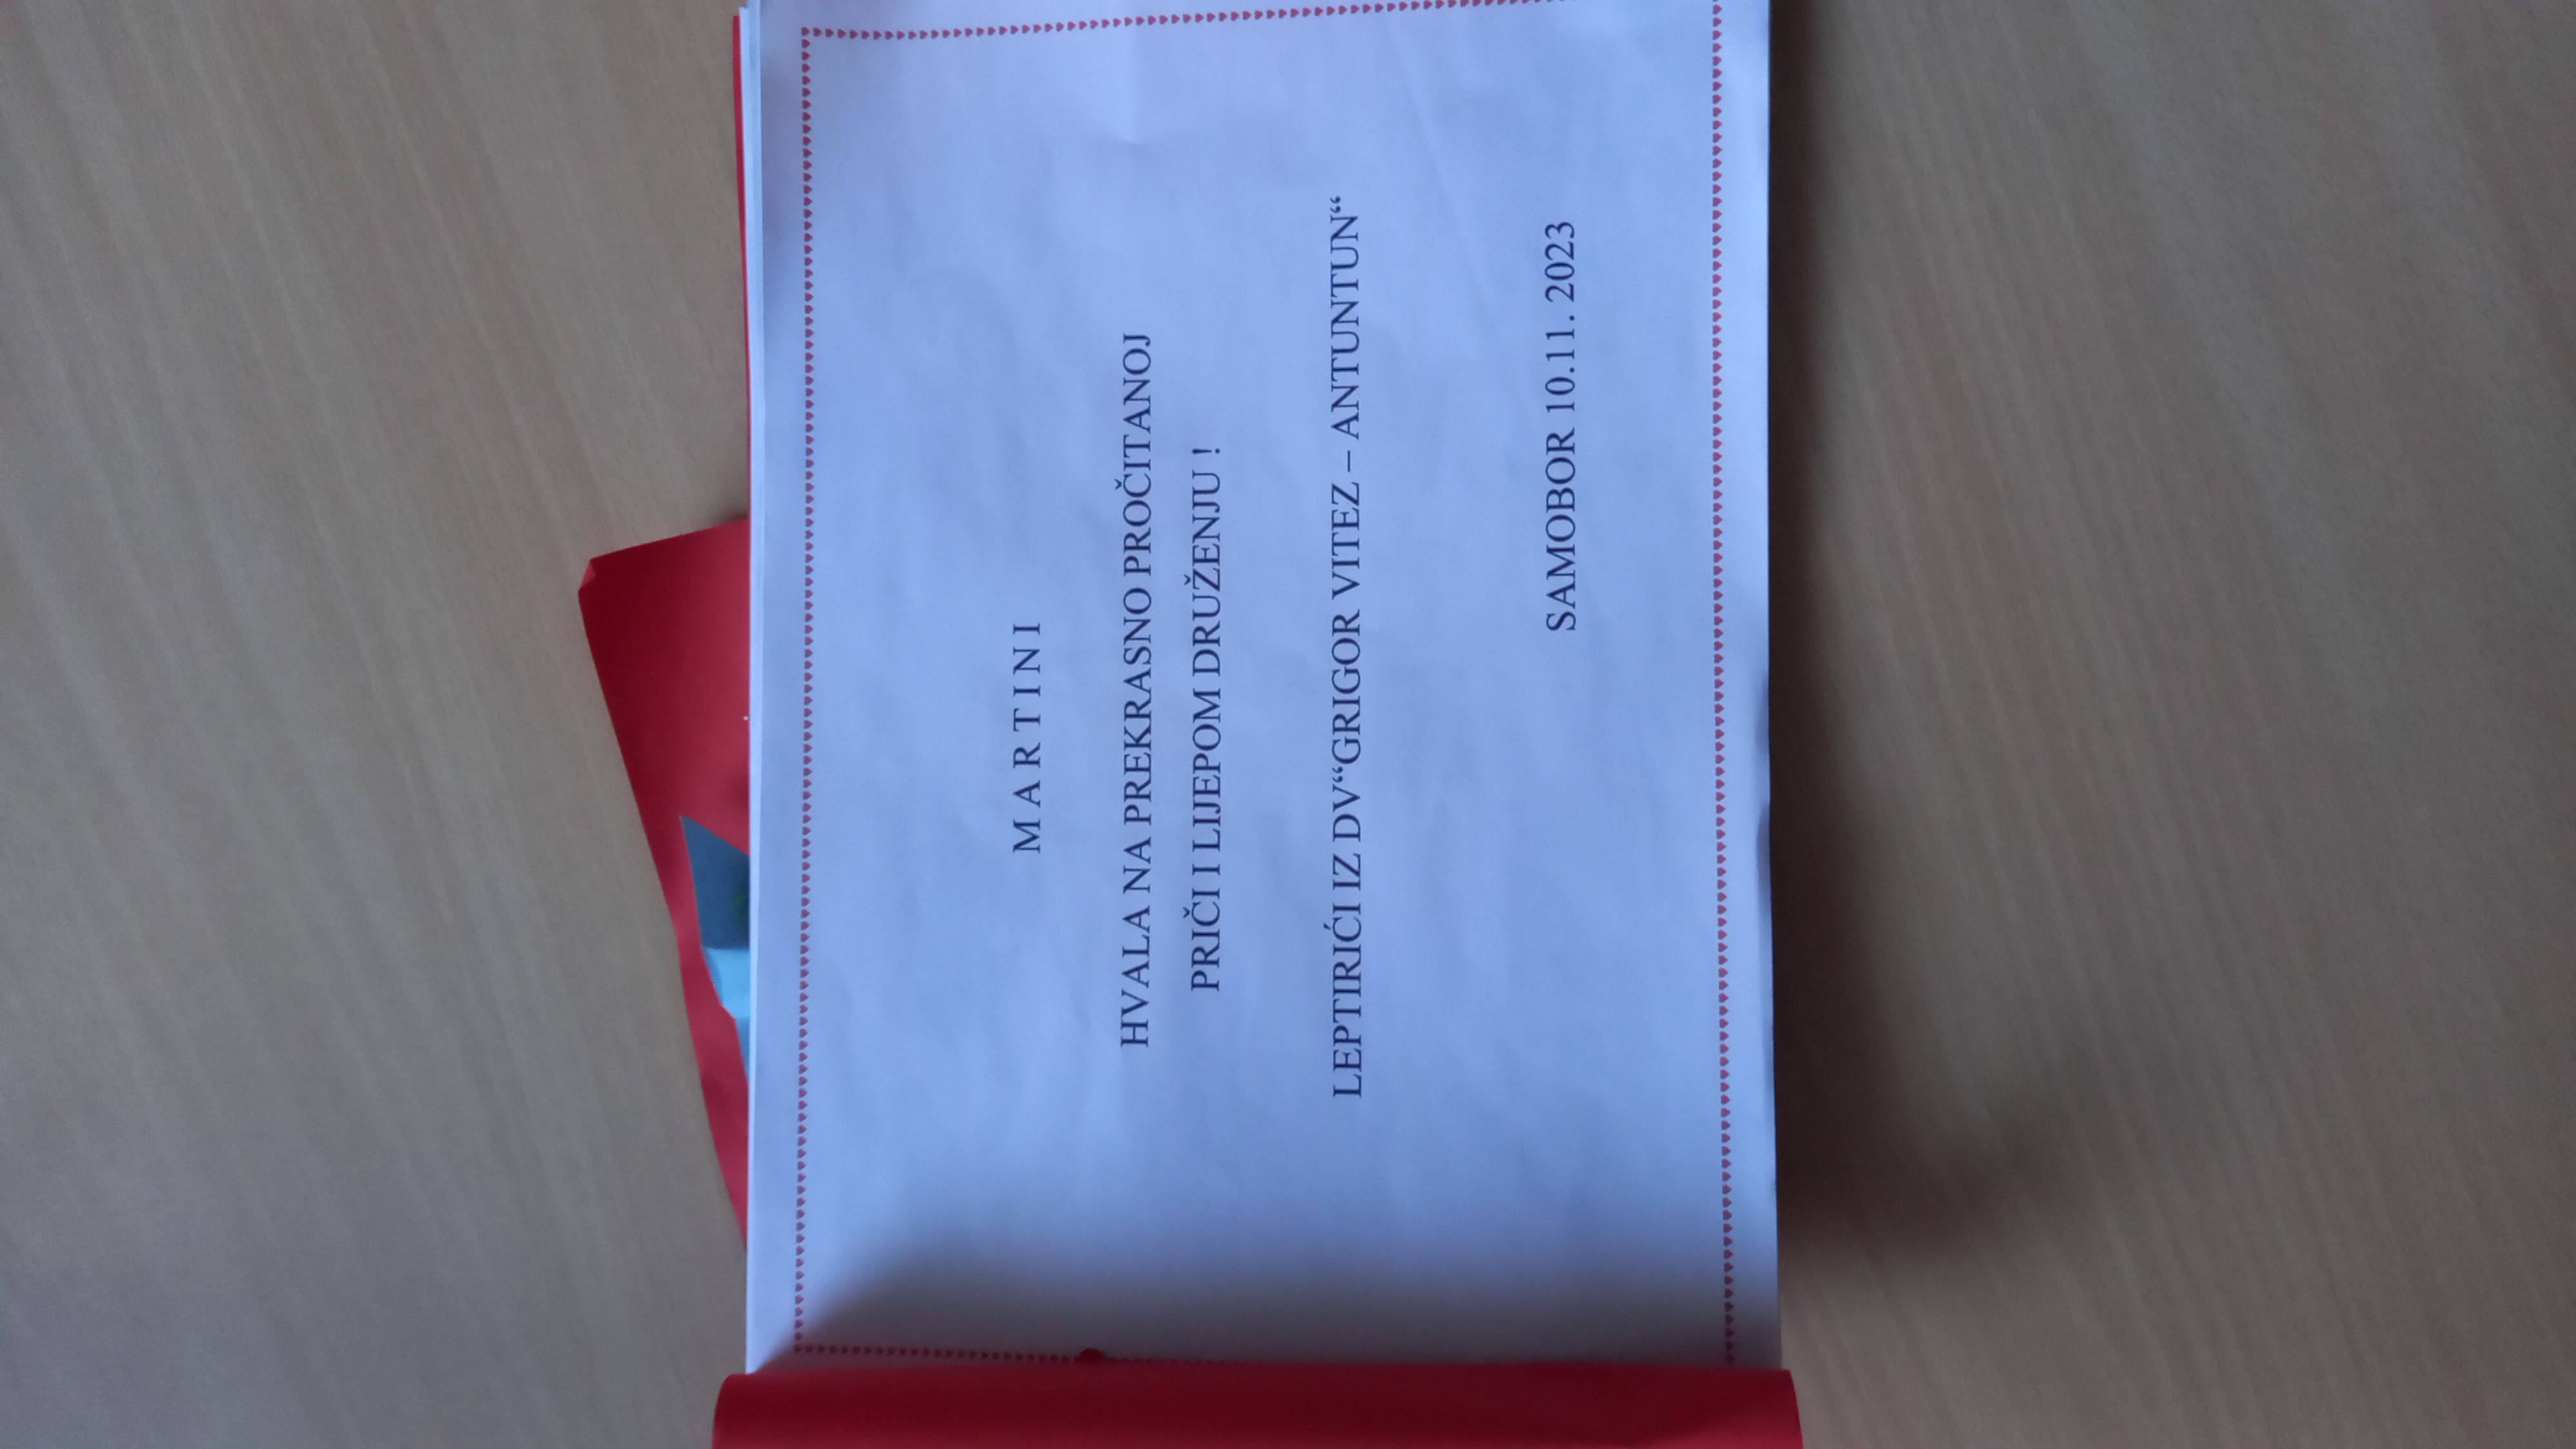 M A R T I N I
HVALA NA PREKRASNO PROČITANOJ
PRIČI I LIJEPOM DRUŽENJU !
LEPTIRIĆI IZ DV“GRIGOR VITEZ – ANTUNTUN“
SAMOBOR 10.11. 2023